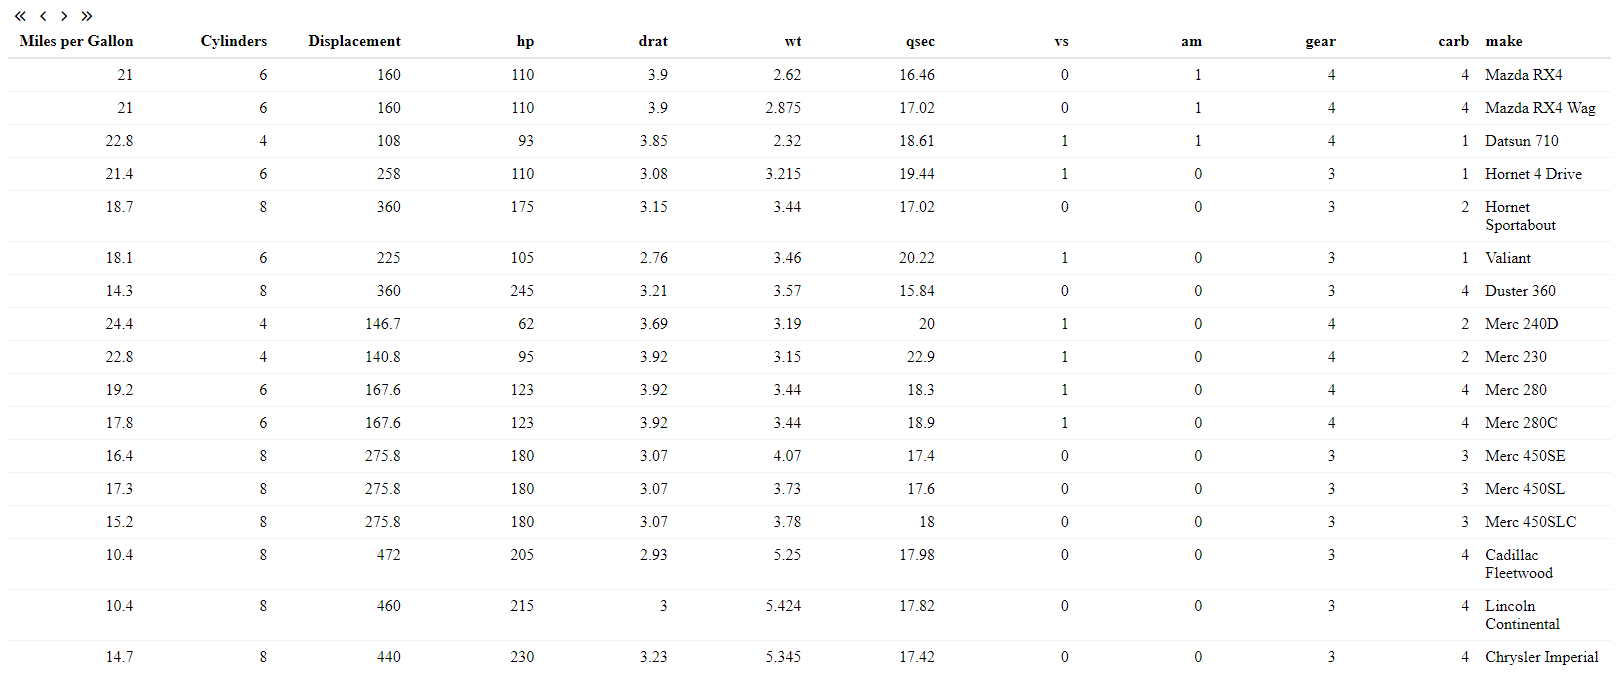 « ‹ › »
Miles per Gallon Cylinders Displacement hp drat wt qsec vs am gear carb make
21 6 160 110 3.9 2.62 16.46 0 1 4 4 Mazda RX4
21 6 160 110 3.9 2.875 17.02 0 1 4 4 Mazda RX4 Wag
22.8 4 108 93 3.85 2.32 18.61 1 1 4 1 Datsun 710
21.4 6 258 110 3.08 3.215 19.44 1 0 3 1 Hornet 4 Drive
18.7 8 360 175 3.15 3.44 17.02 0 0 3 2 Hornet
Sportabout
18.1 6 225 105 2.76 3.46 20.22 1 0 3 1 Valiant
14.3 8 360 245 3.21 3.57 15.84 0 0 3 4 Duster 360
24.4 4 146.7 62 3.69 3.19 20 1 0 4 2 Merc 240D
22.8 4 140.8 95 3.92 3.15 22.9 1 0 4 2 Merc 230
19.2 6 167.6 123 3.92 3.44 18.3 1 0 4 4 Merc 280
17.8 6 167.6 123 3.92 3.44 18.9 1 0 4 4 Merc 280C
16.4 8 275.8 180 3.07 4.07 17.4 0 0 3 3 Merc 450SE
17.3 8 275.8 180 3.07 3.73 17.6 0 0 3 3 Merc 450SL
15.2 8 275.8 180 3.07 3.78 18 0 0 3 3 Merc 450SLC
10.4 8 472 205 2.93 5.25 17.98 0 0 3 4 Cadillac
Fleetwood
10.4 8 460 215 3 5.424 17.82 0 0 3 4 Lincoln
Continental
14.7 8 440 230 3.23 5.345 17.42 0 0 3 4 Chrysler Imperial